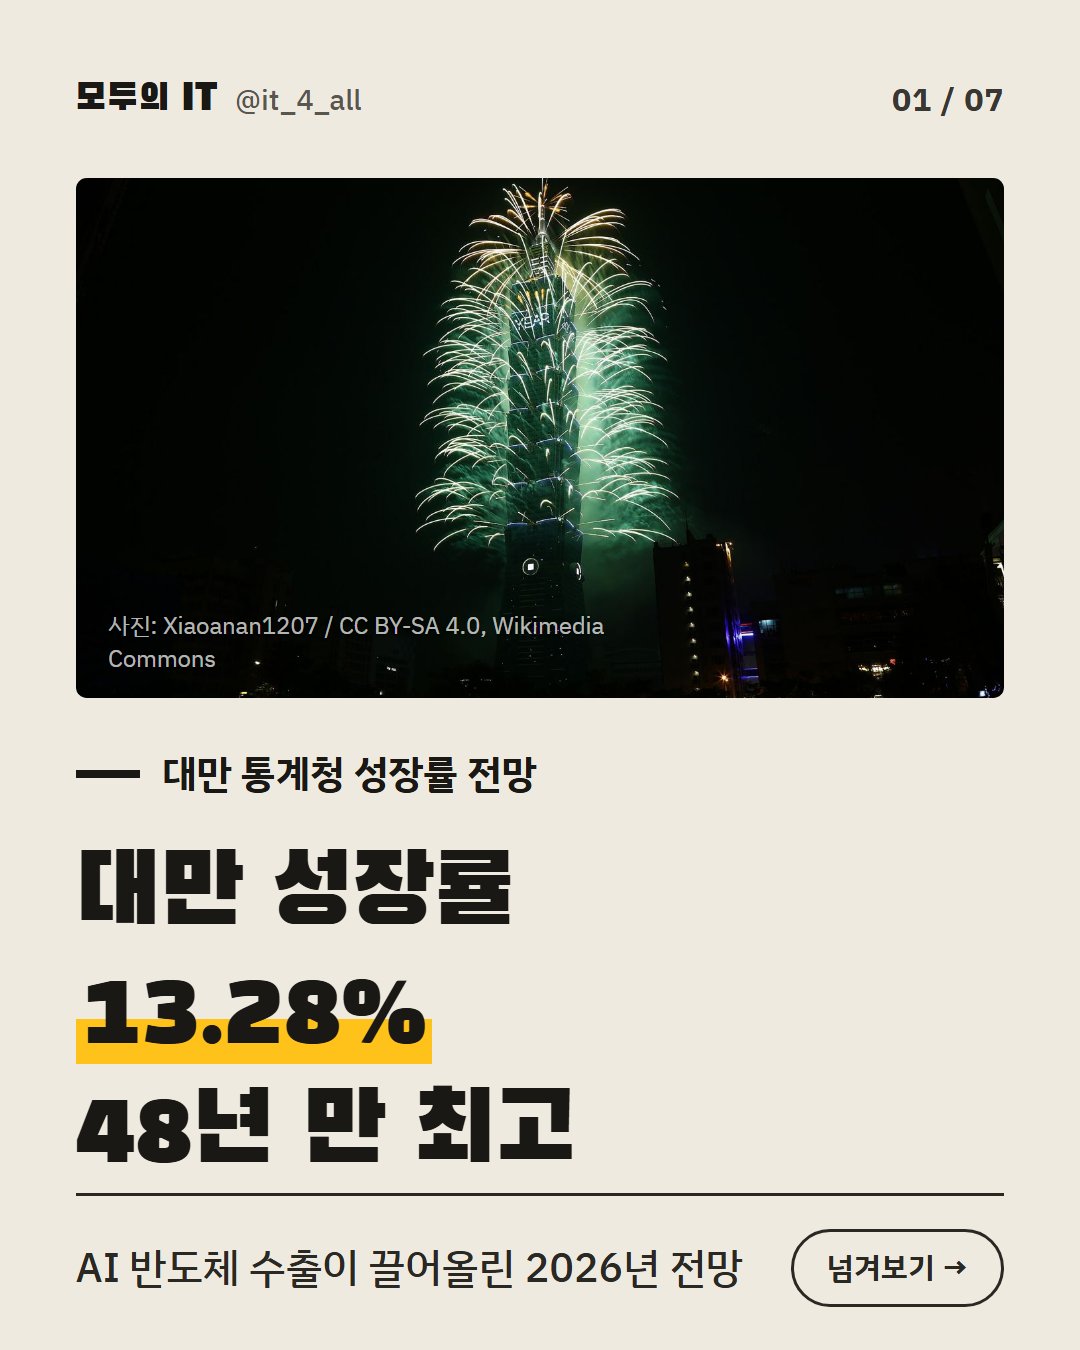 모두의 IT @it_4_all
01 / 07
YEAR
사진: Xiaoanan1207 / CC BY-SA 4.0, Wikimedia
Commons
대만 통계청 성장률 전망
대만 성장률
13.28%
48년 만 최고
AI 반도체 수출이 끌어올린 2026년 전망
넘겨보기 →